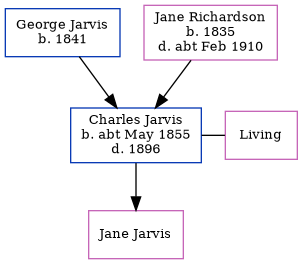 George Jarvis
b. 1841
Jane Richardson
b. 1835
d. abt Feb 1910
Charles Jarvis
b. abt May 1855
d. 1896
Living
Jane Jarvis